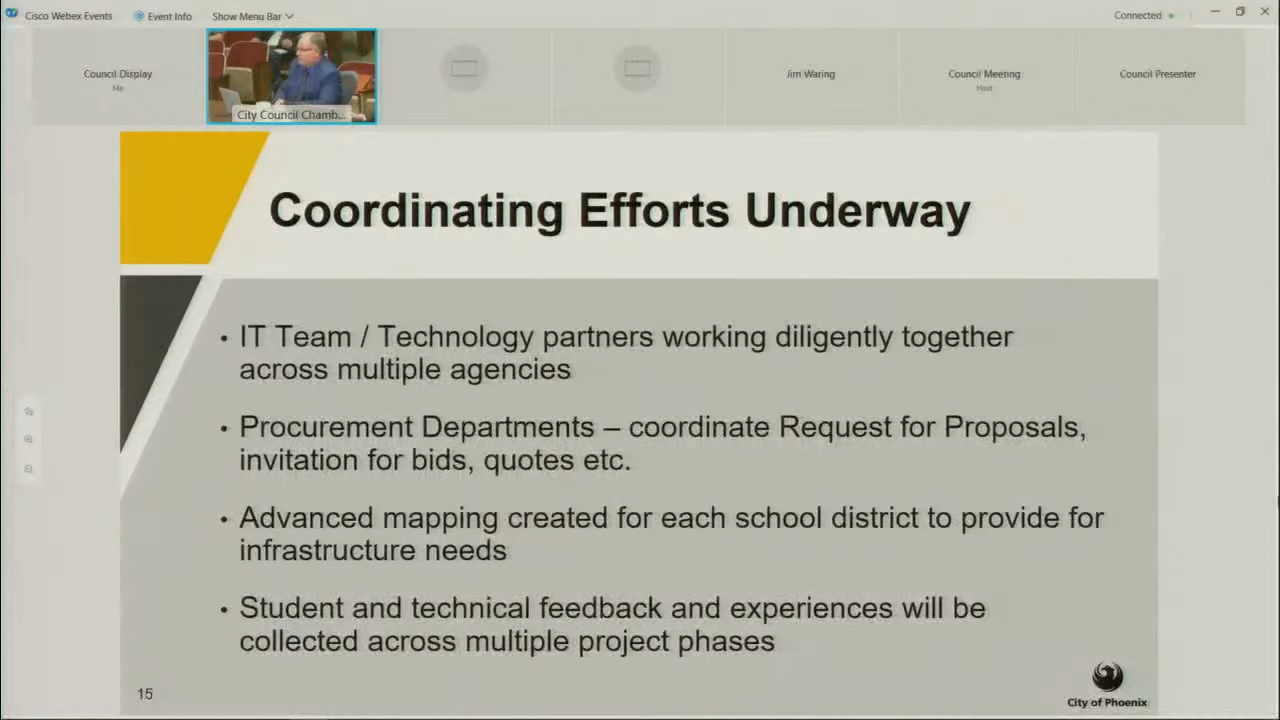 Cisco Webex Events
Event Info
Show Menu Bar
Connected
Council Display
Me
City Council Chamb...
Jim Waring
Council Meeting
Host
Council Presenter
Coordinating Efforts Underway
• IT Team / Technology partners working diligently together
across multiple agencies
• Procurement Departments – coordinate Request for Proposals,
invitation for bids, quotes etc.
• Advanced mapping created for each school district to provide for
infrastructure needs
• Student and technical feedback and experiences will be
collected across multiple project phases
15
City of Phoenix